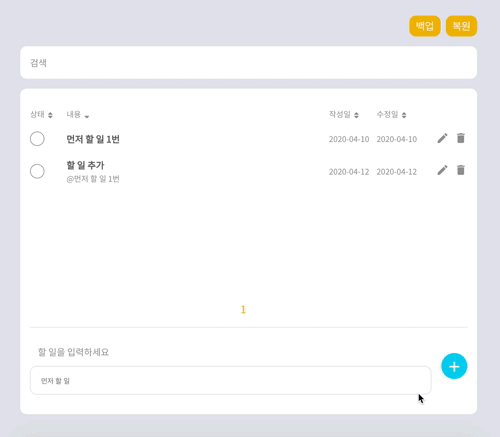 백업 복원
검색
상태 내용 작성일 수정일
먼저 할 일 1번 2020-04-10 2020-04-10
할 일 추가 2020-04-12 2020-04-12
@먼저 할 일 1번
1
할 일을 입력하세요
먼저 할 일